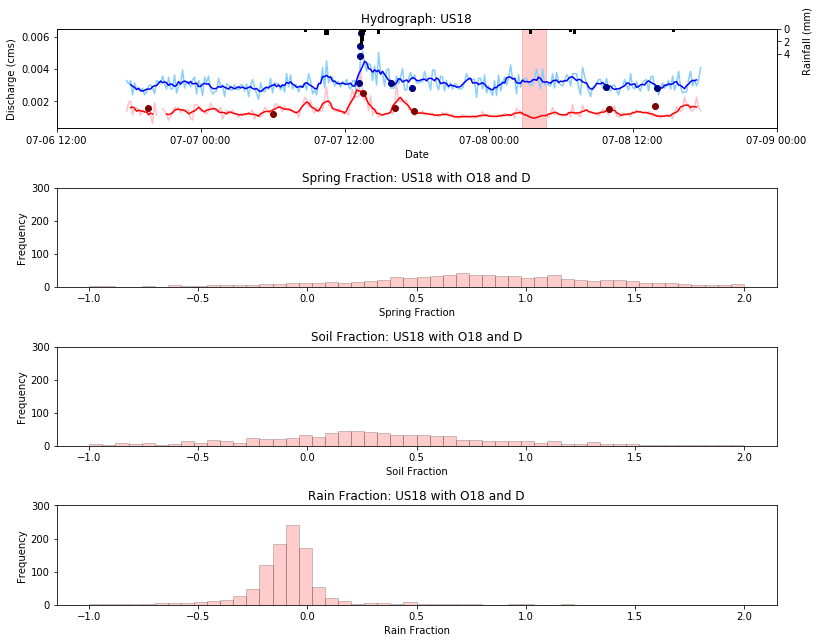 Hydrograph: US18
0.006
0.004
0.002
Discharge (cms)
0
2
4
Rainfall (mm)
07-06 12:00 07-07 00:00 07-07 12:00 07-08 00:00 07-08 12:00 07-09 00:00
Date
Spring Fraction: US18 with O18 and D
300
200
100
0
Frequency
−1.0 −0.5 0.0 0.5 1.0 1.5 2.0
Spring Fraction
Soil Fraction: US18 with O18 and D
300
200
100
0
Frequency
−1.0 −0.5 0.0 0.5 1.0 1.5 2.0
Soil Fraction
Rain Fraction: US18 with O18 and D
300
200
100
0
Frequency
−1.0 −0.5 0.0 0.5 1.0 1.5 2.0
Rain Fraction